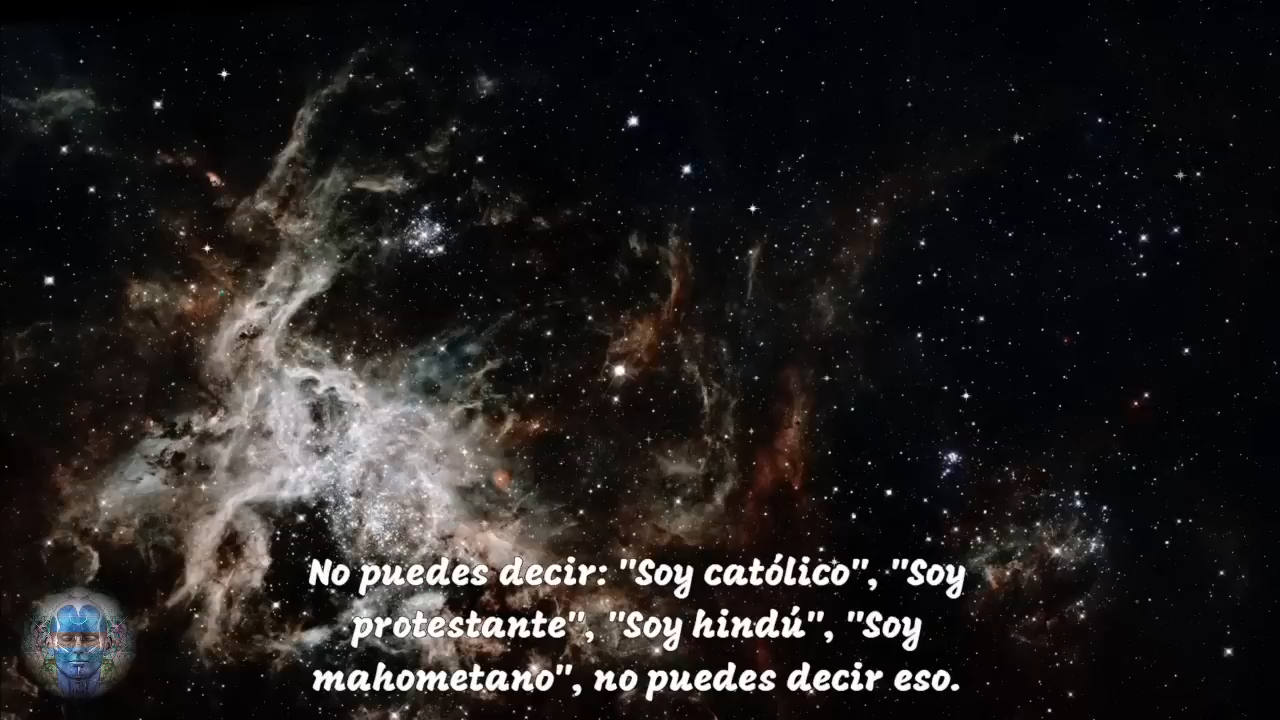 No puedes decir: "Soy católico", "Soy
protestante", "Soy hindú", "Soy
mahometano", no puedes decir eso.